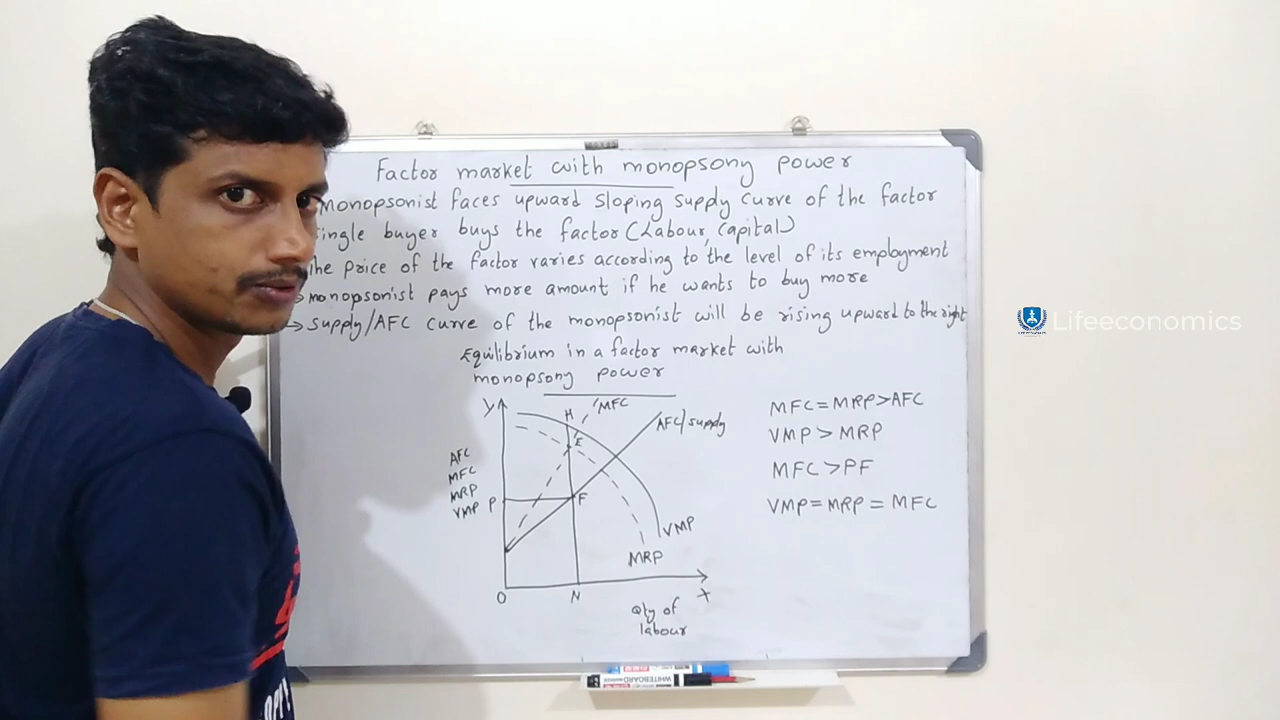 Factor market with monopsony power
monopsonist faces upward sloping supply curve of the factor
ingle buyer buys the factor (Labour, Capital)
he price of the factor varies according to the level of its employment
→ monopsonist pays more amount if he wants to buy more
→ Supply/AFC curve of the monopsonist will be rising upward to the right
Equilibrium in a factor market with
monopsony power
Y
H
MFC
AFC/supply
E
AFC
MFC
MRP
VMP
P
F
VMP
MRP
O
N
X
Qty of
labour
MFC=MRP>AFC
VMP>MRP
MFC>PF
VMP=MRP=MFC
Lifeeconomics
WHITEBOARD